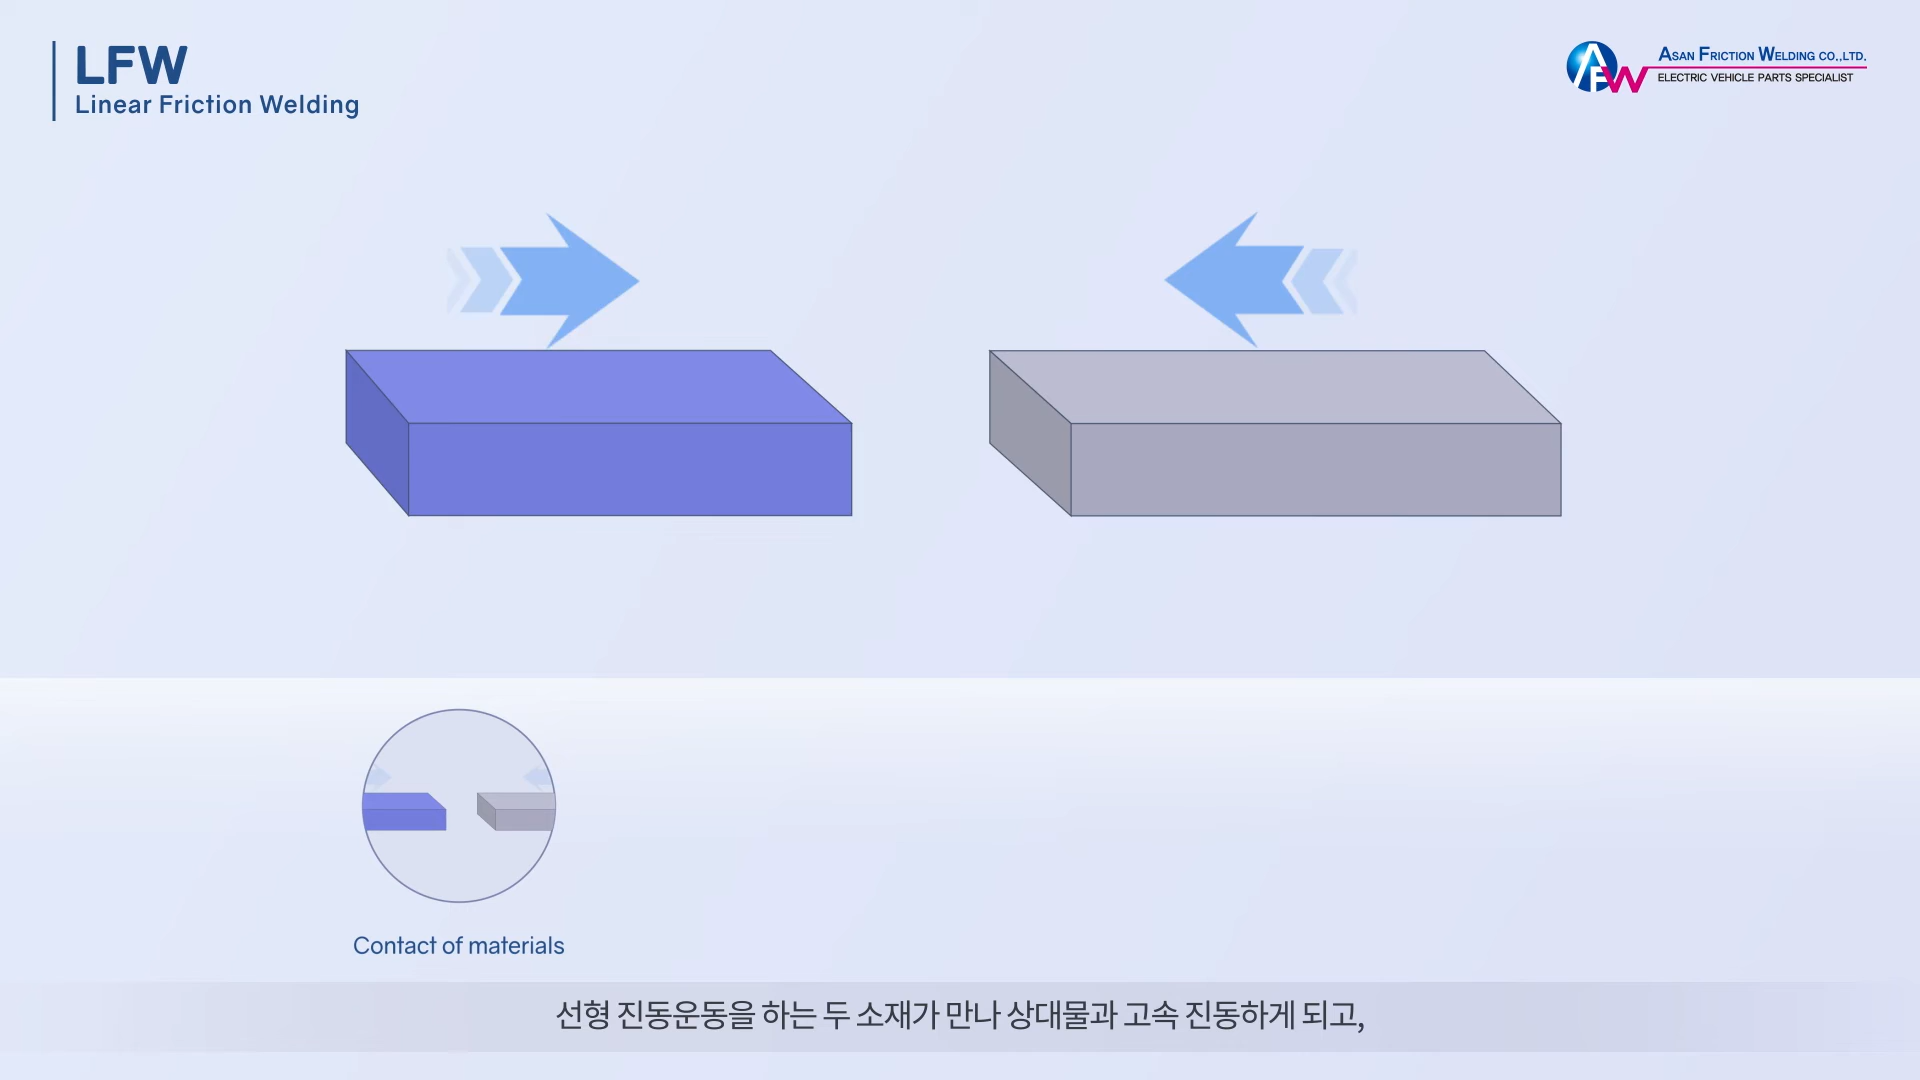 LFW
Linear Friction Welding
AFW
ASAN FRICTION WELDING CO.,LTD.
ELECTRIC VEHICLE PARTS SPECIALIST
Contact of materials
선형 진동운동을 하는 두 소재가 만나 상대물과 고속 진동하게 되고,